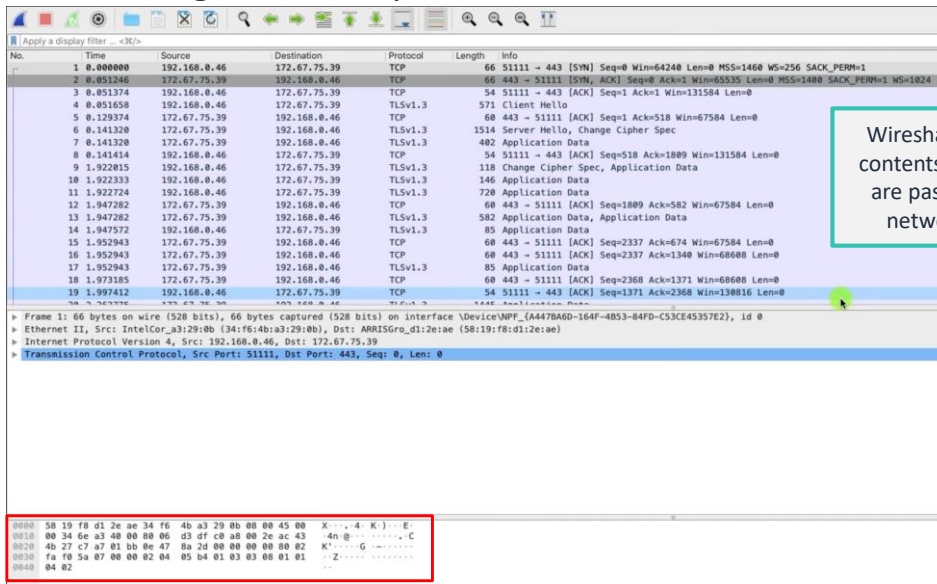 Apply a display filter ... <⌘/>
No. Time Source Destination Protocol Length Info
1 0.000000 192.168.0.46 172.67.75.39 TCP 66 51111 → 443 [SYN] Seq=0 Win=64240 Len=0 MSS=1460 WS=256 SACK_PERM=1
2 0.051246 172.67.75.39 192.168.0.46 TCP 66 443 → 51111 [SYN, ACK] Seq=0 Ack=1 Win=65535 Len=0 MSS=1400 SACK_PERM=1 WS=1024
3 0.051374 192.168.0.46 172.67.75.39 TCP 54 51111 → 443 [ACK] Seq=1 Ack=1 Win=131584 Len=0
4 0.051658 192.168.0.46 172.67.75.39 TLSv1.3 571 Client Hello
5 0.129374 172.67.75.39 192.168.0.46 TCP 60 443 → 51111 [ACK] Seq=1 Ack=518 Win=67584 Len=0
6 0.141320 172.67.75.39 192.168.0.46 TLSv1.3 1514 Server Hello, Change Cipher Spec
7 0.141320 172.67.75.39 192.168.0.46 TLSv1.3 402 Application Data
8 0.141414 192.168.0.46 172.67.75.39 TCP 54 51111 → 443 [ACK] Seq=518 Ack=1809 Win=131584 Len=0
9 1.922015 192.168.0.46 172.67.75.39 TLSv1.3 118 Change Cipher Spec, Application Data
10 1.922333 192.168.0.46 172.67.75.39 TLSv1.3 146 Application Data
11 1.922724 192.168.0.46 172.67.75.39 TLSv1.3 720 Application Data
12 1.947282 172.67.75.39 192.168.0.46 TCP 60 443 → 51111 [ACK] Seq=1809 Ack=582 Win=67584 Len=0
13 1.947282 172.67.75.39 192.168.0.46 TLSv1.3 582 Application Data, Application Data
14 1.947572 192.168.0.46 172.67.75.39 TLSv1.3 85 Application Data
15 1.952943 172.67.75.39 192.168.0.46 TCP 60 443 → 51111 [ACK] Seq=2337 Ack=674 Win=67584 Len=0
16 1.952943 172.67.75.39 192.168.0.46 TCP 60 443 → 51111 [ACK] Seq=2337 Ack=1340 Win=68608 Len=0
17 1.952943 172.67.75.39 192.168.0.46 TLSv1.3 85 Application Data
18 1.973185 172.67.75.39 192.168.0.46 TCP 60 443 → 51111 [ACK] Seq=2368 Ack=1371 Win=68608 Len=0
19 1.997412 192.168.0.46 172.67.75.39 TCP 54 51111 → 443 [ACK] Seq=1371 Ack=2368 Win=130816 Len=0
Wiresha
contents
are pas
netw
Frame 1: 66 bytes on wire (528 bits), 66 bytes captured (528 bits) on interface \Device\NPF_{A447BA6D-164F-4B53-84FD-C53CE45357E2}, id 0
Ethernet II, Src: IntelCor_a3:29:0b (34:f6:4b:a3:29:0b), Dst: ARRISGro_d1:2e:ae (58:19:f8:d1:2e:ae)
Internet Protocol Version 4, Src: 192.168.0.46, Dst: 172.67.75.39
Transmission Control Protocol, Src Port: 51111, Dst Port: 443, Seq: 0, Len: 0
0000 58 19 f8 d1 2e ae 34 f6 4b a3 29 0b 08 00 45 00 X·····4· K·)···E·
0010 00 34 6e a3 40 00 80 06 d3 df c0 a8 00 2e ac 43 ·4n·@··· ·····.·C
0020 4b 27 c7 a7 01 bb 0e 47 8a 2d 00 00 00 00 80 02 K'·····G ·-······
0030 fa f0 5a 07 00 00 02 04 05 b4 01 03 03 08 01 01 ··Z····· ········
0040 04 02 ··